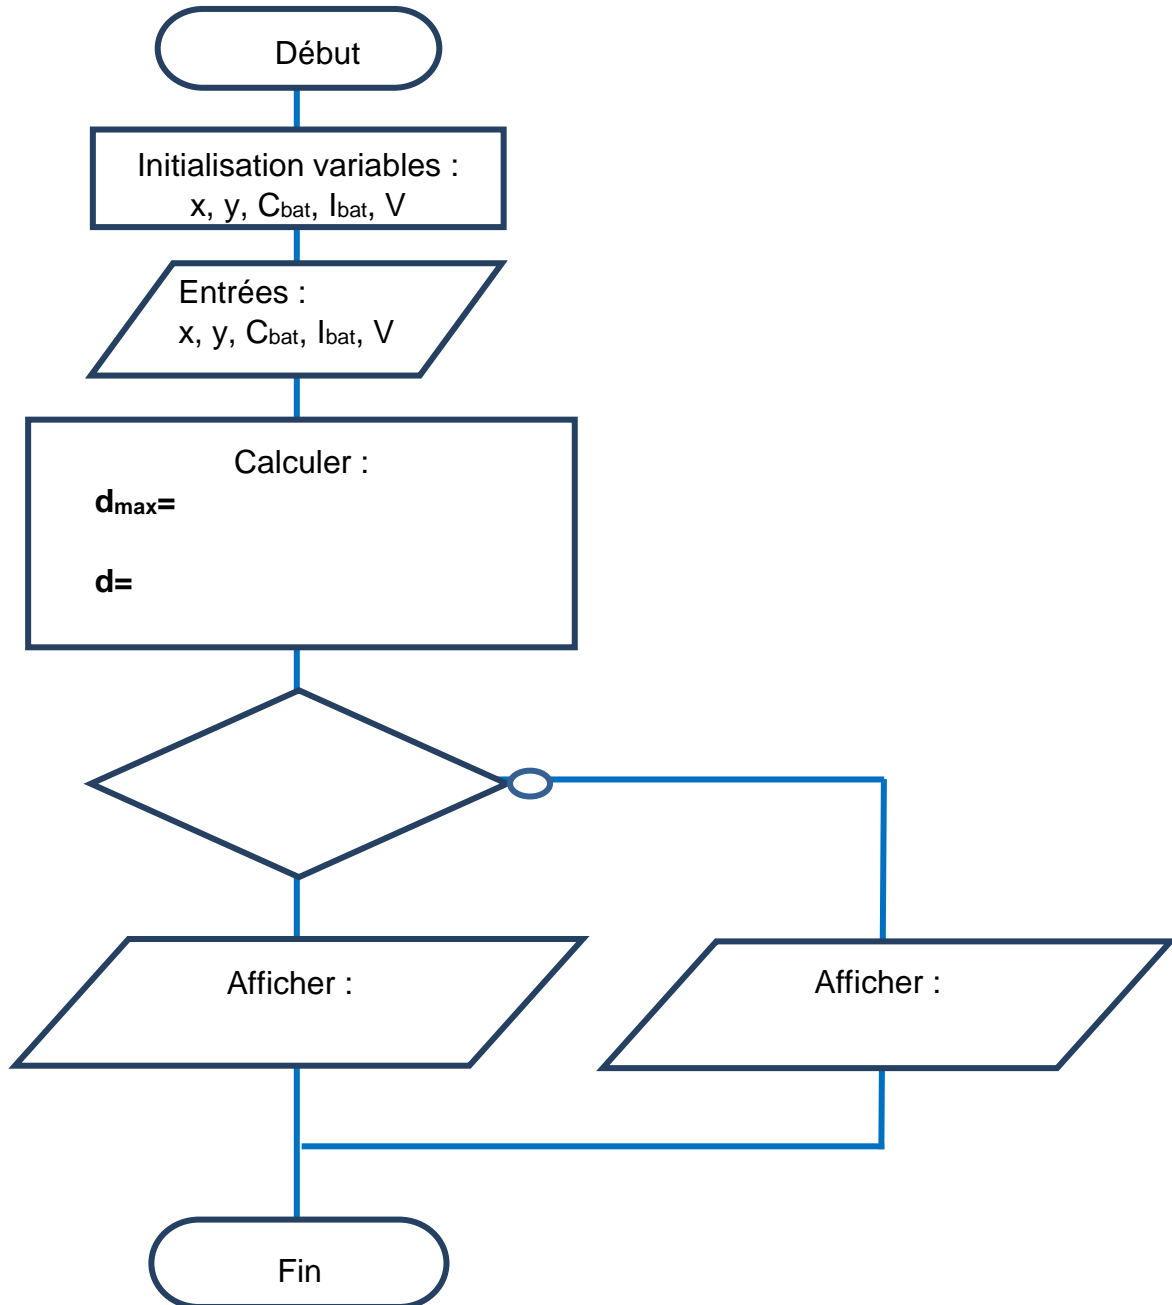 Début
Initialisation variables :
x, y, Cbat, Ibat, V
Entrées :
x, y, Cbat, Ibat, V
Calculer :
dmax=
d=
Afficher :
Afficher :
Fin